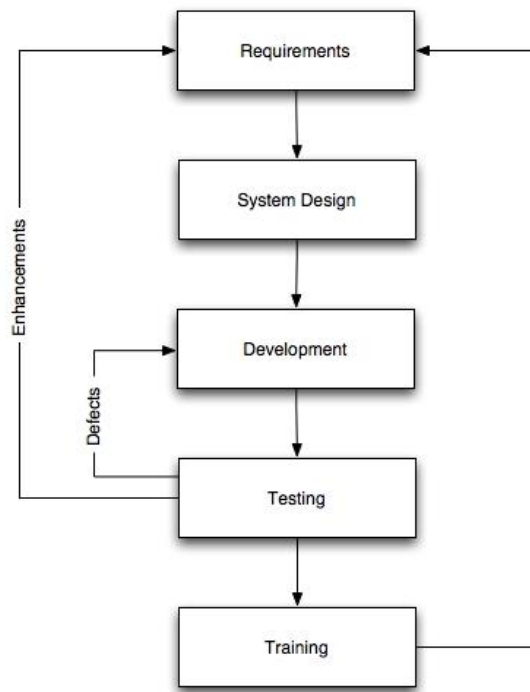 Requirements
System Design
Enhancements
Development
Defects
Testing
Training